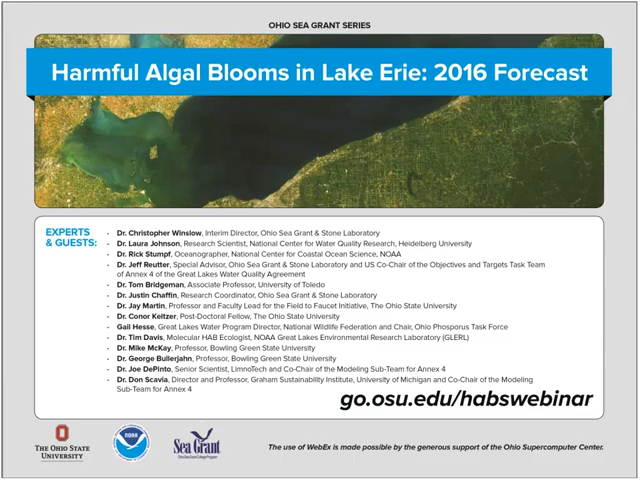 OHIO SEA GRANT SERIES
Harmful Algal Blooms in Lake Erie: 2016 Forecast
EXPERTS
& GUESTS:
- Dr. Christopher Winslow, Interim Director, Ohio Sea Grant & Stone Laboratory
- Dr. Laura Johnson, Research Scientist, National Center for Water Quality Research, Heidelberg University
- Dr. Rick Stumpf, Oceanographer, National Center for Coastal Ocean Science, NOAA
- Dr. Jeff Reutter, Special Advisor, Ohio Sea Grant & Stone Laboratory and US Co-Chair of the Objectives and Targets Task Team
of Annex 4 of the Great Lakes Water Quality Agreement
- Dr. Tom Bridgeman, Associate Professor, University of Toledo
- Dr. Justin Chaffin, Research Coordinator, Ohio Sea Grant & Stone Laboratory
- Dr. Jay Martin, Professor and Faculty Lead for the Field to Faucet Initiative, The Ohio State University
- Dr. Conor Keitzer, Post-Doctoral Fellow, The Ohio State University
- Gail Hesse, Great Lakes Water Program Director, National Wildlife Federation and Chair, Ohio Phosporus Task Force
- Dr. Tim Davis, Molecular HAB Ecologist, NOAA Great Lakes Environmental Research Laboratory (GLERL)
- Dr. Mike McKay, Professor, Bowling Green State University
- Dr. George Bullerjahn, Professor, Bowling Green State University
- Dr. Joe DePinto, Senior Scientist, LimnoTech and Co-Chair of the Modeling Sub-Team for Annex 4
- Dr. Don Scavia, Director and Professor, Graham Sustainability Institute, University of Michigan and Co-Chair of the Modeling
Sub-Team for Annex 4
go.osu.edu/habswebinar
THE OHIO STATE
UNIVERSITY
NOAA
Sea Grant
Ohio Sea Grant College Program
The use of WebEx is made possible by the generous support of the Ohio Supercomputer Center.